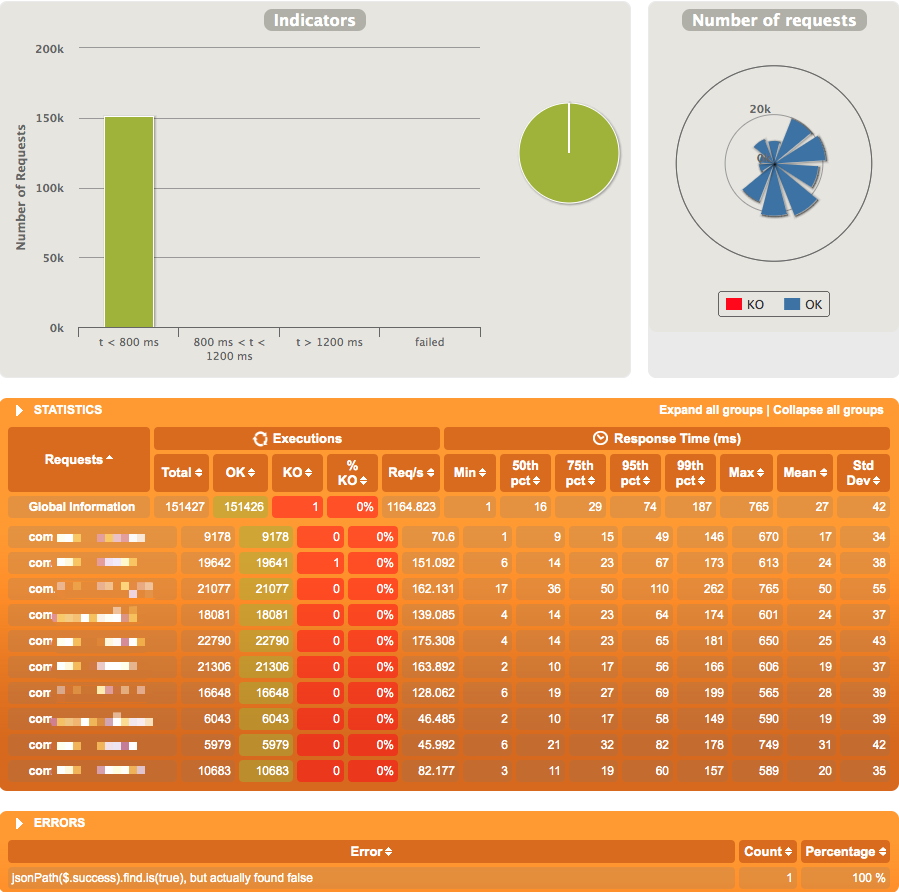 Indicators
200k
150k
100k
50k
0k
Number of Requests
t < 800 ms
800 ms < t <
1200 ms
t > 1200 ms
failed
Number of requests
20k
KO OK
STATISTICS Expand all groups | Collapse all groups
Executions Response Time (ms)
Requests Total OK KO % KO Req/s Min 50th pct 75th pct 95th pct 99th pct Max Mean Std Dev
Global Information 151427 151426 1 0% 1164.823 1 16 29 74 187 765 27 42
com 9178 9178 0 0% 70.6 1 9 15 49 146 670 17 34
com 19642 19641 1 0% 151.092 6 14 23 67 173 613 24 38
com. 21077 21077 0 0% 162.131 17 36 50 110 262 765 50 55
com 18081 18081 0 0% 139.085 4 14 23 64 174 601 24 37
com 22790 22790 0 0% 175.308 4 14 23 65 181 650 25 43
com 21306 21306 0 0% 163.892 2 10 17 56 166 606 19 37
com 16648 16648 0 0% 128.062 6 19 27 69 199 565 28 39
com 6043 6043 0 0% 46.485 2 10 17 58 149 590 19 39
com 5979 5979 0 0% 45.992 6 21 32 82 178 749 31 42
com 10683 10683 0 0% 82.177 3 11 19 60 157 589 20 35
ERRORS
Error Count Percentage
jsonPath($.success).find.is(true), but actually found false 1 100 %